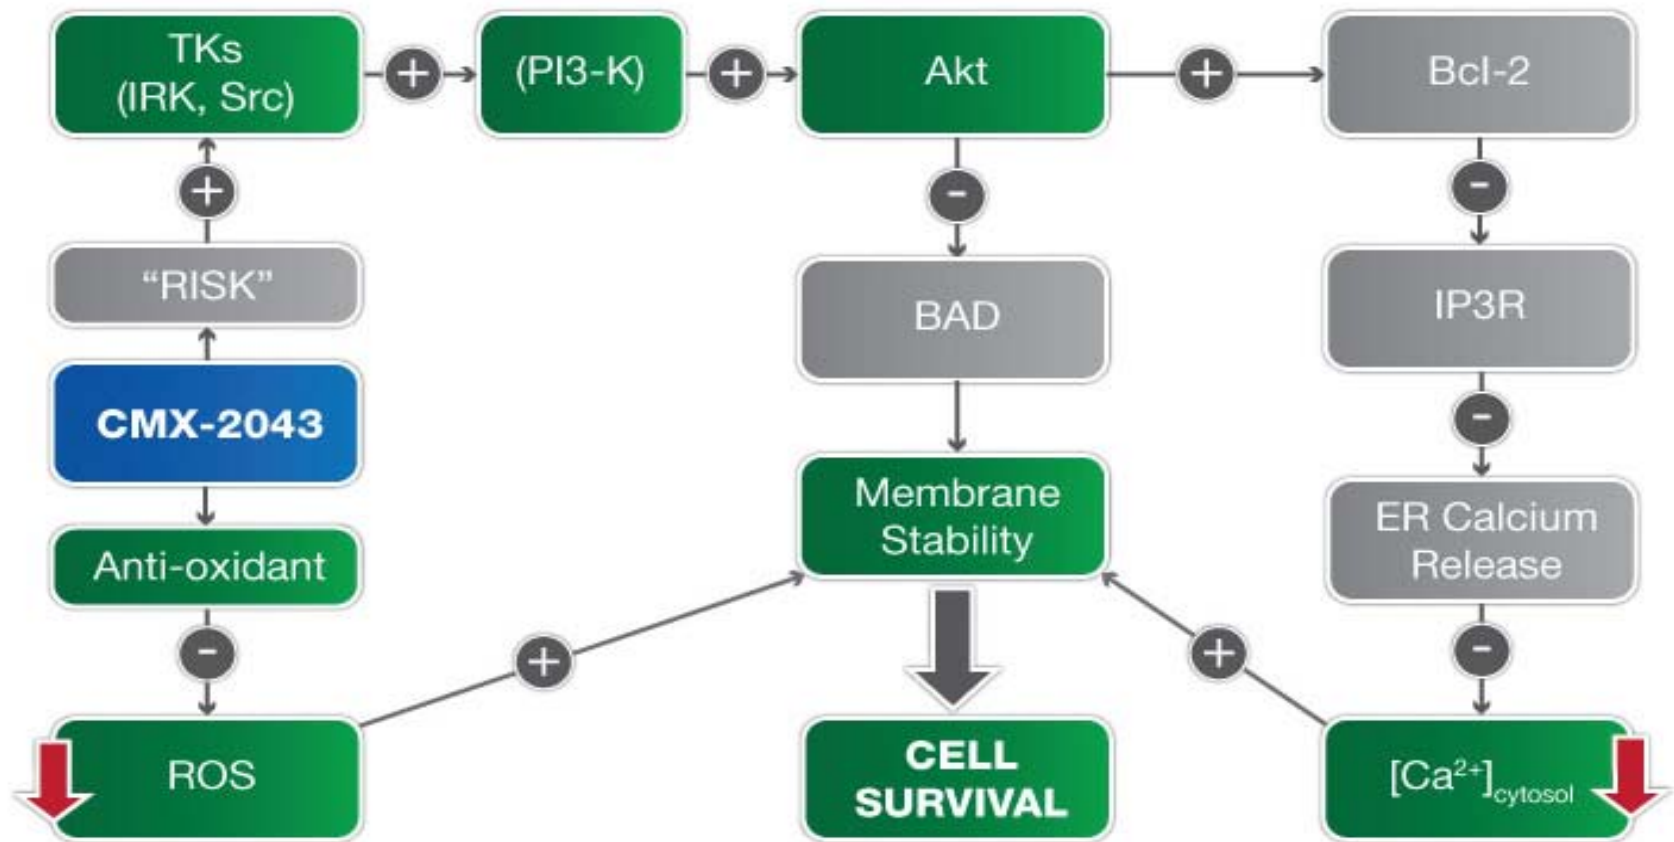 TKs
(IRK, Src)
+
(PI3-K)
+
Akt
+
Bcl-2
+
-
-
"RISK"
BAD
IP3R
CMX-2043
-
Membrane
Stability
ER Calcium
Release
Anti-oxidant
-
+
+
-
ROS
CELL
SURVIVAL
[Ca²⁺]cytosol